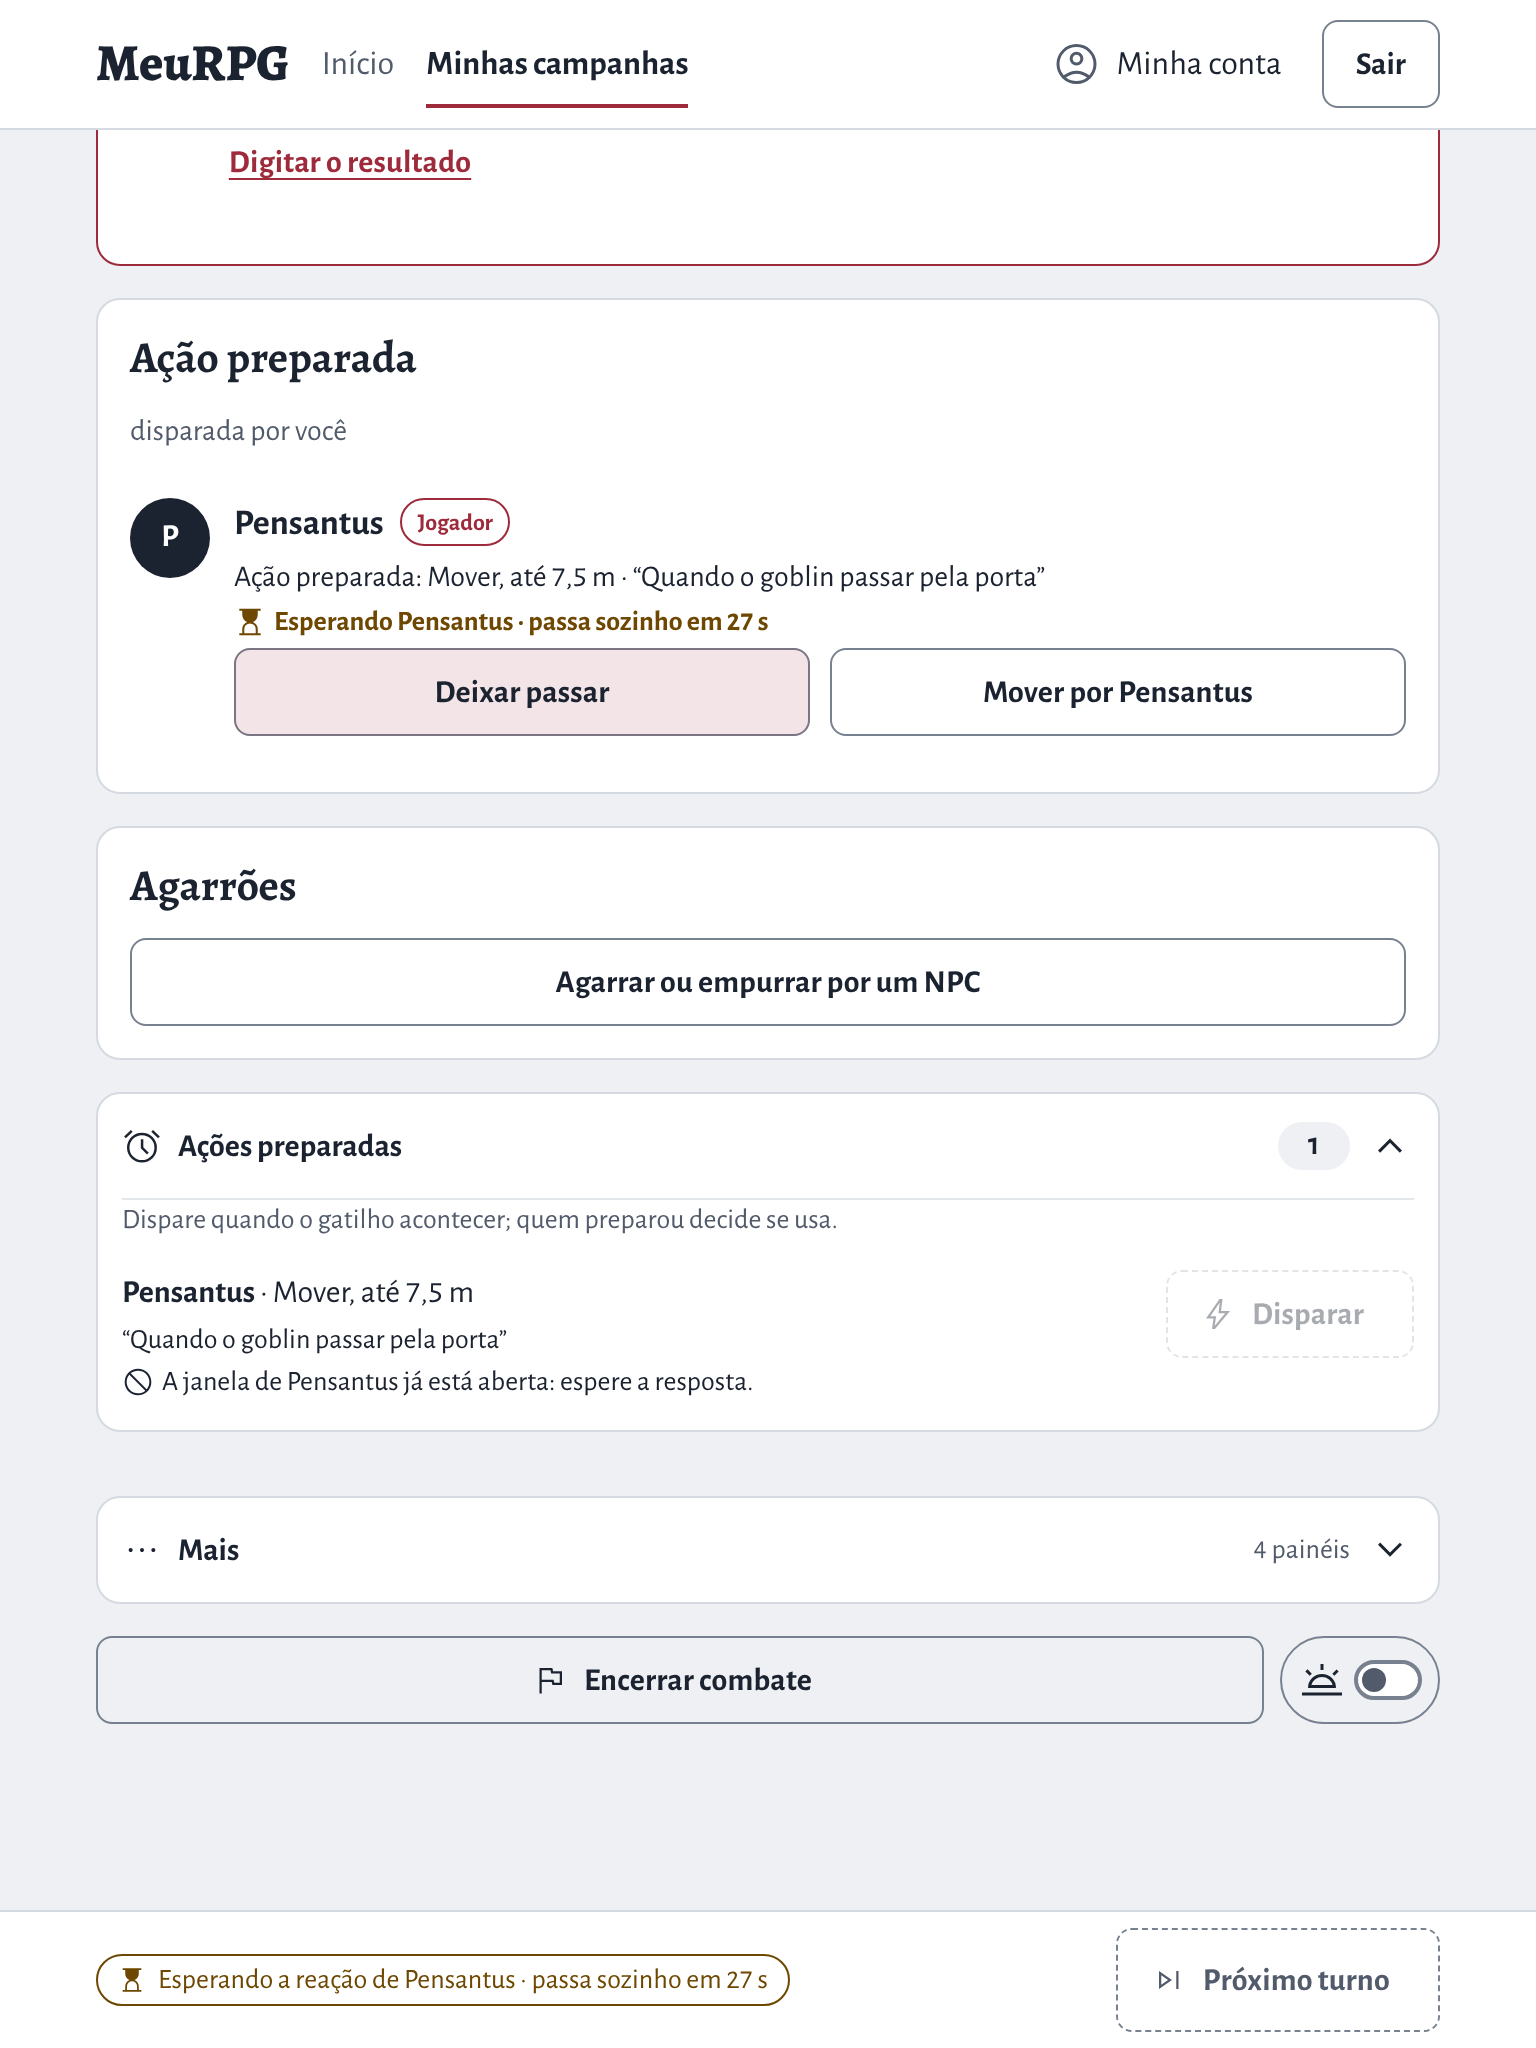 MeuRPG Início Minhas campanhas Minha conta Sair
Digitar o resultado
Ação preparada
disparada por você
P
Pensantus Jogador
Ação preparada: Mover, até 7,5 m · “Quando o goblin passar pela porta”
Esperando Pensantus · passa sozinho em 27 s
Deixar passar Mover por Pensantus
Agarrões
Agarrar ou empurrar por um NPC
Ações preparadas 1
Dispare quando o gatilho acontecer; quem preparou decide se usa.
Pensantus · Mover, até 7,5 m
“Quando o goblin passar pela porta”
Disparar
A janela de Pensantus já está aberta: espere a resposta.
Mais 4 painéis
Encerrar combate
Esperando a reação de Pensantus · passa sozinho em 27 s
Próximo turno